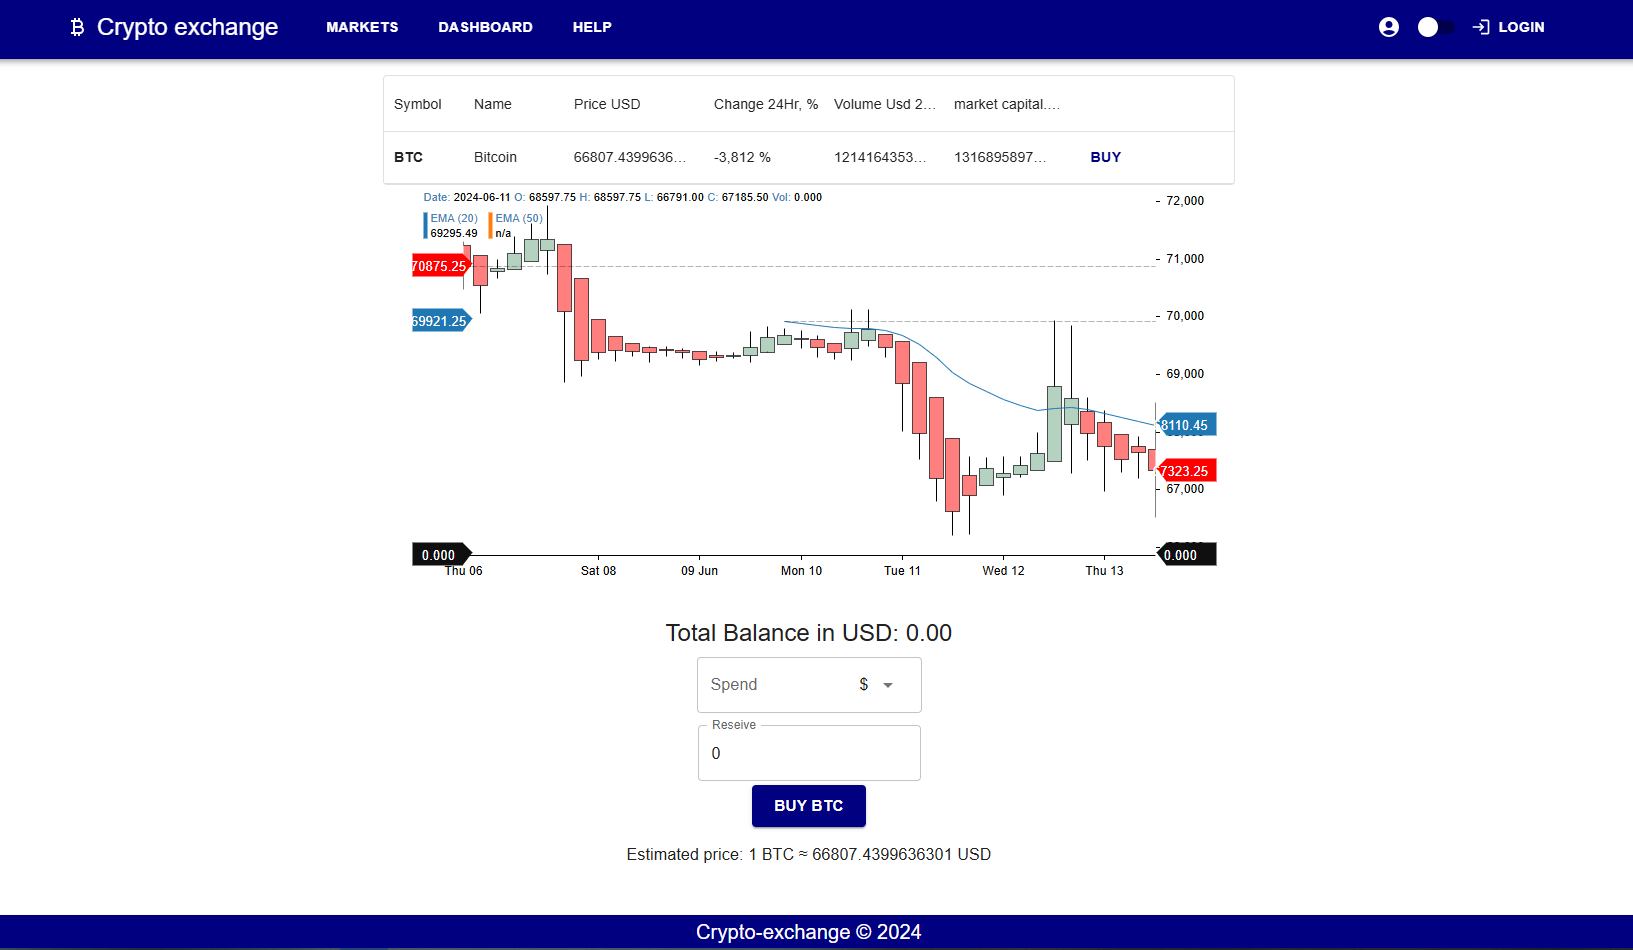 Crypto exchange MARKETS DASHBOARD HELP LOGIN
Symbol Name Price USD Change 24Hr, % Volume Usd 2... market capital....
BTC Bitcoin 66807.4399636... -3,812 % 1214164353... 1316895897... BUY
Date: 2024-06-11 O: 68597.75 H: 68597.75 L: 66791.00 C: 67185.50 Vol: 0.000
72,000
EMA (20) EMA (50)
69295.49 n/a
71,000
70875.25
70,000
69921.25
69,000
8110.45
7323.25
67,000
0.000 0.000
Thu 06 Sat 08 09 Jun Mon 10 Tue 11 Wed 12 Thu 13
Total Balance in USD: 0.00
Spend $
Reseive
0
BUY BTC
Estimated price: 1 BTC ≈ 66807.4399636301 USD
Crypto-exchange © 2024